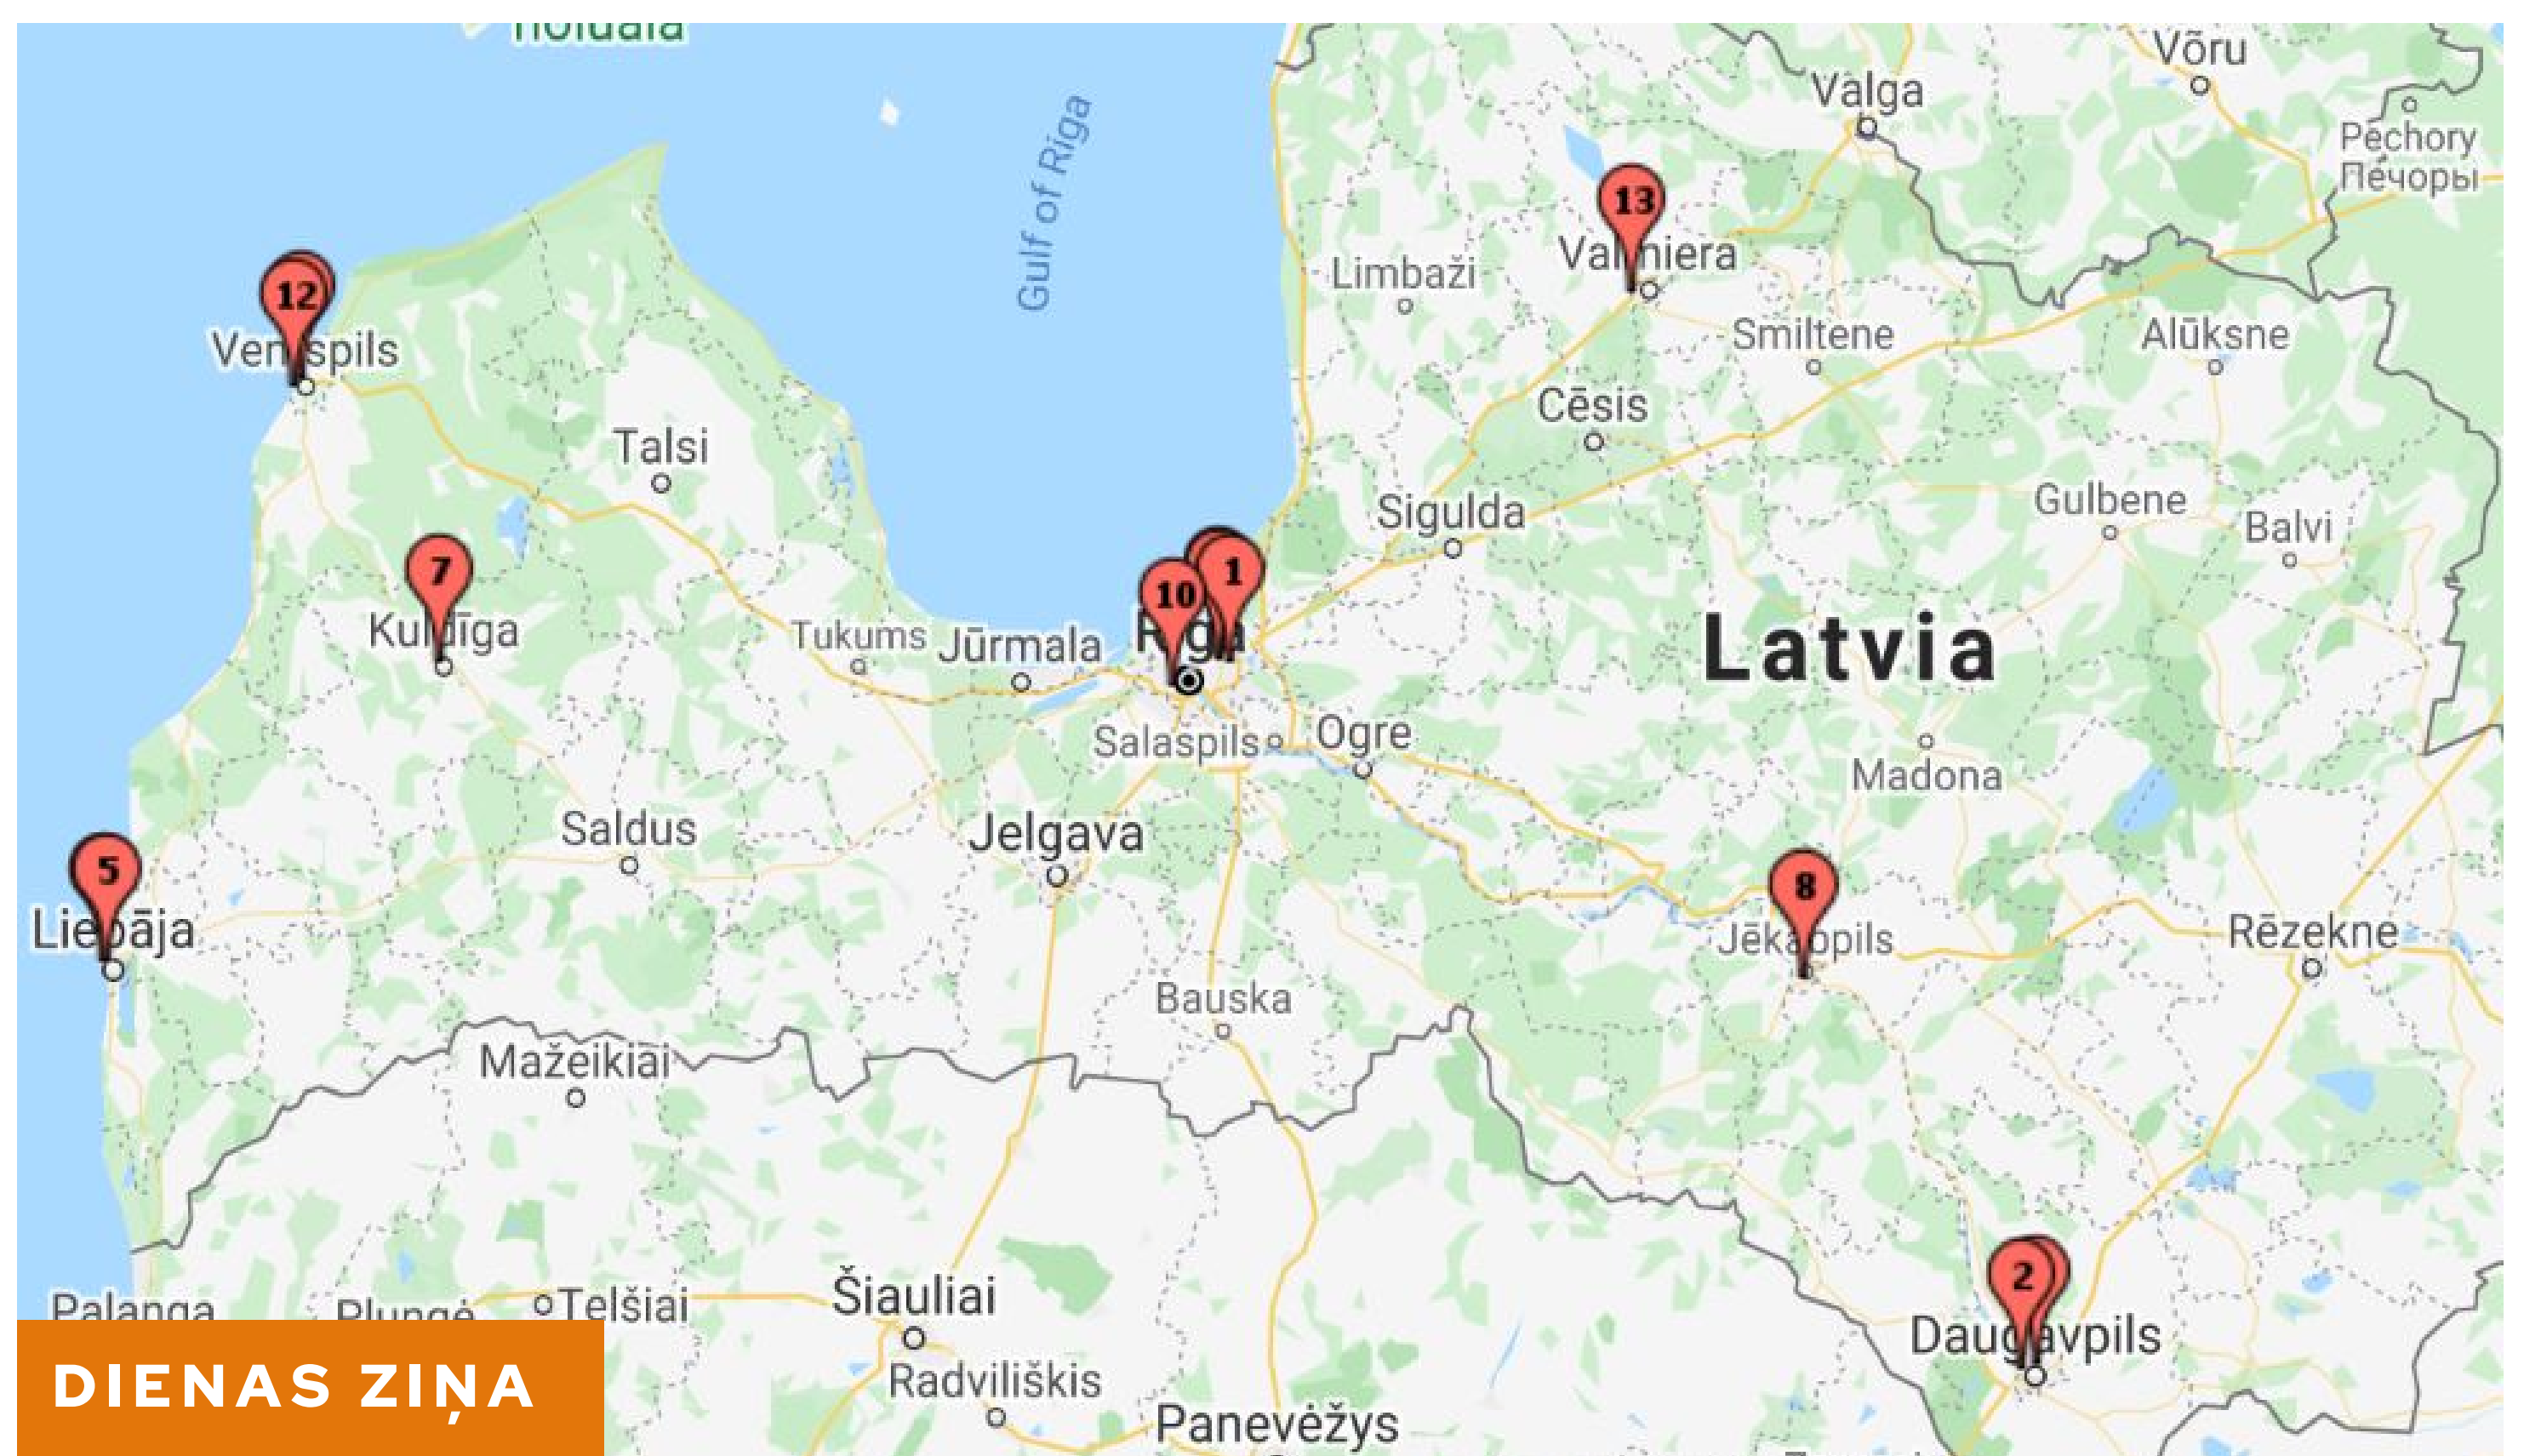 Võru
Valga
Pechory
Печоры
Gulf of Riga
13
Valmiera
Limbaži
12
Ventspils
Smiltene
Alūksne
Cēsis
Talsi
Sigulda
Gulbene
Balvi
7
1
10
Kuldīga
Rīga
Tukums
Jūrmala
Latvia
Salaspils
Ogre
Madona
Saldus
Jelgava
5
8
Liepāja
Jēkabpils
Rēzekne
Bauska
Mažeikiai
2
Palanga
Plungė
Telšiai
Šiauliai
Daugavpils
DIENAS ZIŅA
Radviliškis
Panevėžys